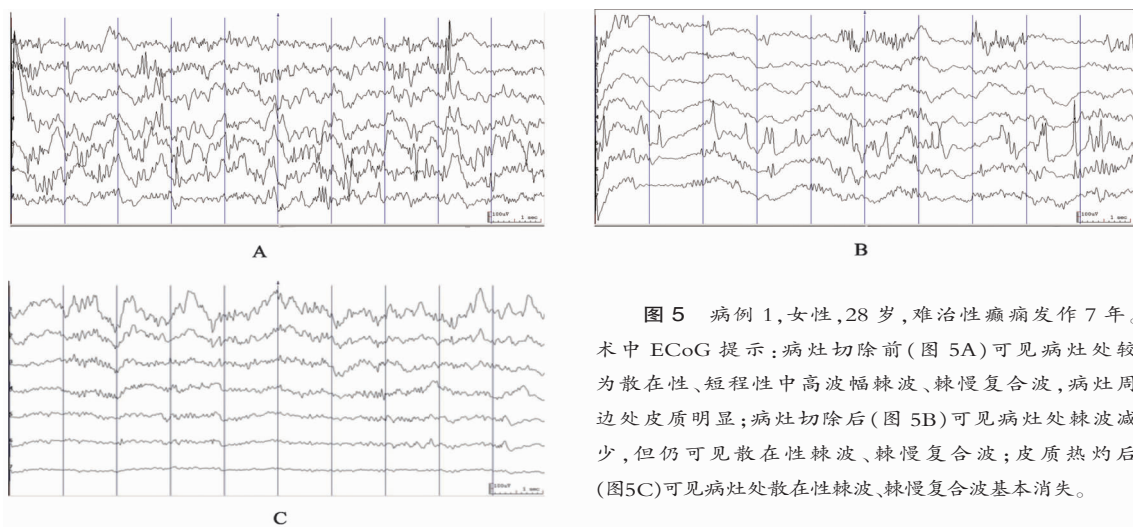 100uV 1 sec
100uV 1 sec
A
B
100uV 1 sec
C
图 5 病例 1,女性,28 岁,难治性癫痫发作 7 年。
术中 ECoG 提示:病灶切除前(图 5A)可见病灶处较
为散在性、短程性中高波幅棘波、棘慢复合波,病灶周
边处皮质明显;病灶切除后(图 5B)可见病灶处棘波减
少,但仍可见散在性棘波、棘慢复合波;皮质热灼后
(图5C)可见病灶处散在性棘波、棘慢复合波基本消失。